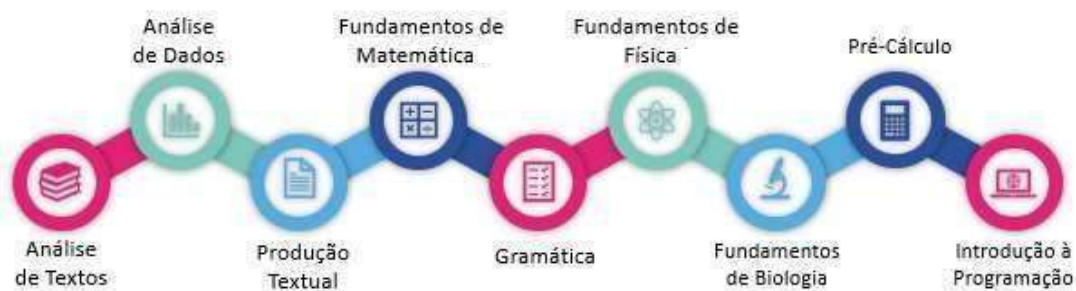 Análise
de Dados
Fundamentos de
Matemática
Fundamentos de
Física
Pré-Cálculo
Análise
de Textos
Produção
Textual
Gramática
Fundamentos
de Biologia
Introdução à
Programação